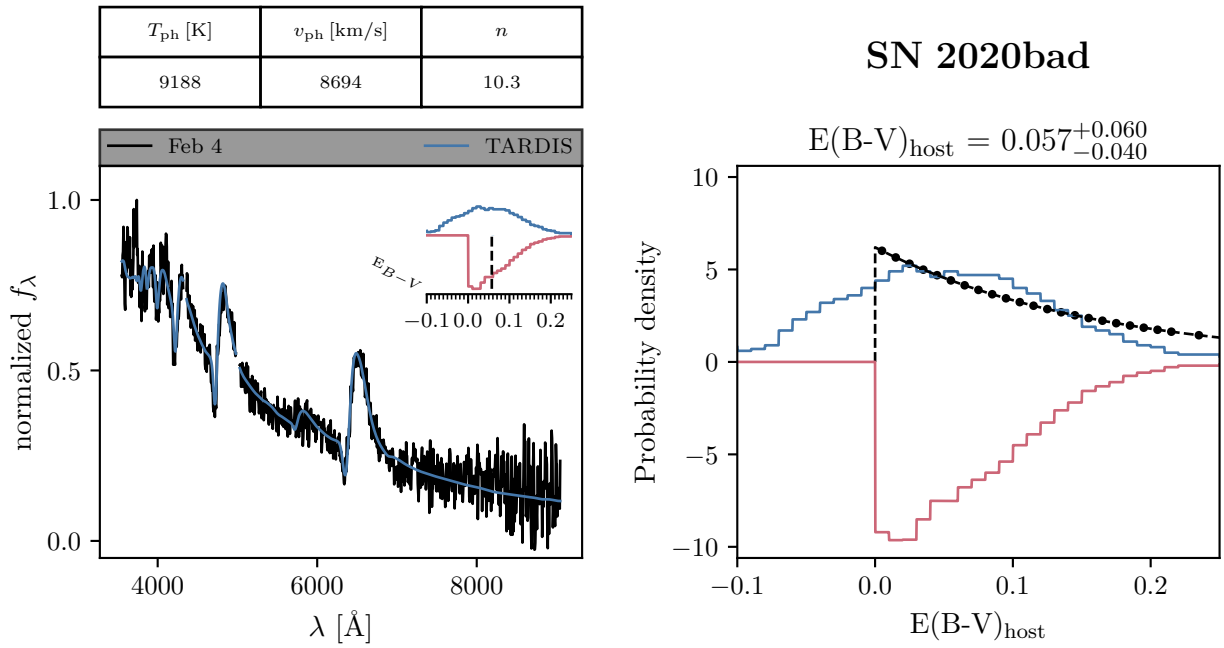 T_ph [K] v_ph [km/s] n
9188 8694 10.3
SN 2020bad
Feb 4 TARDIS
normalized f_λ
1.0
0.5
0.0
E_{B−V}
−0.1 0.0 0.1 0.2
4000 6000 8000
λ [Å]
E(B-V)_host = 0.057^{+0.060}_{−0.040}
Probability density
10
5
0
−5
−10
−0.1 0.0 0.1 0.2
E(B-V)_host